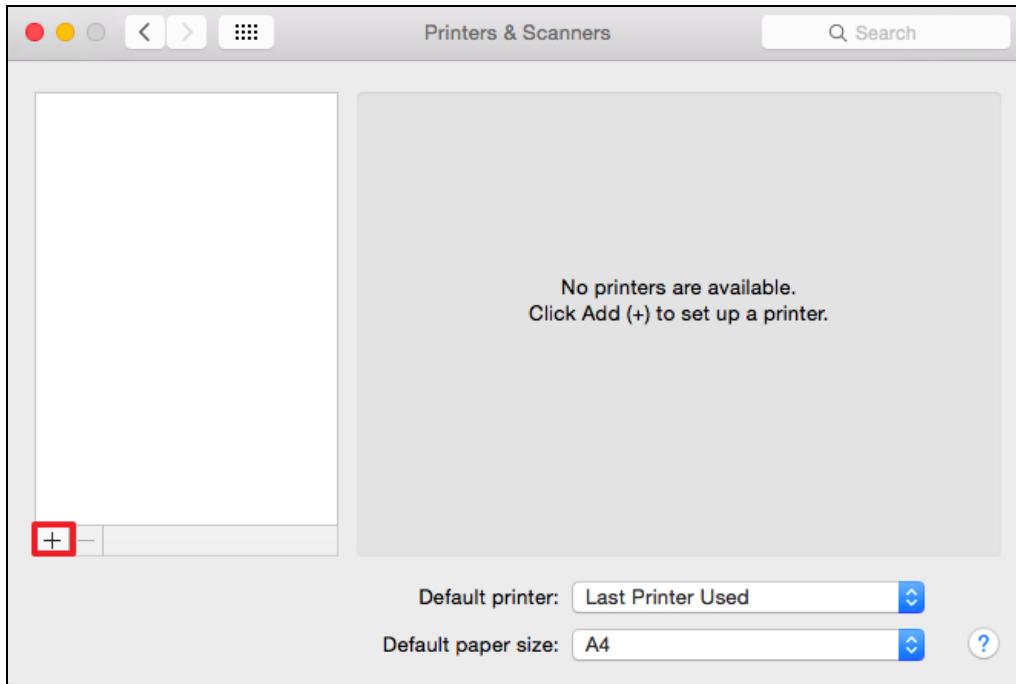 Printers & Scanners
Search
No printers are available.
Click Add (+) to set up a printer.
+ −
Default printer: Last Printer Used
Default paper size: A4
?